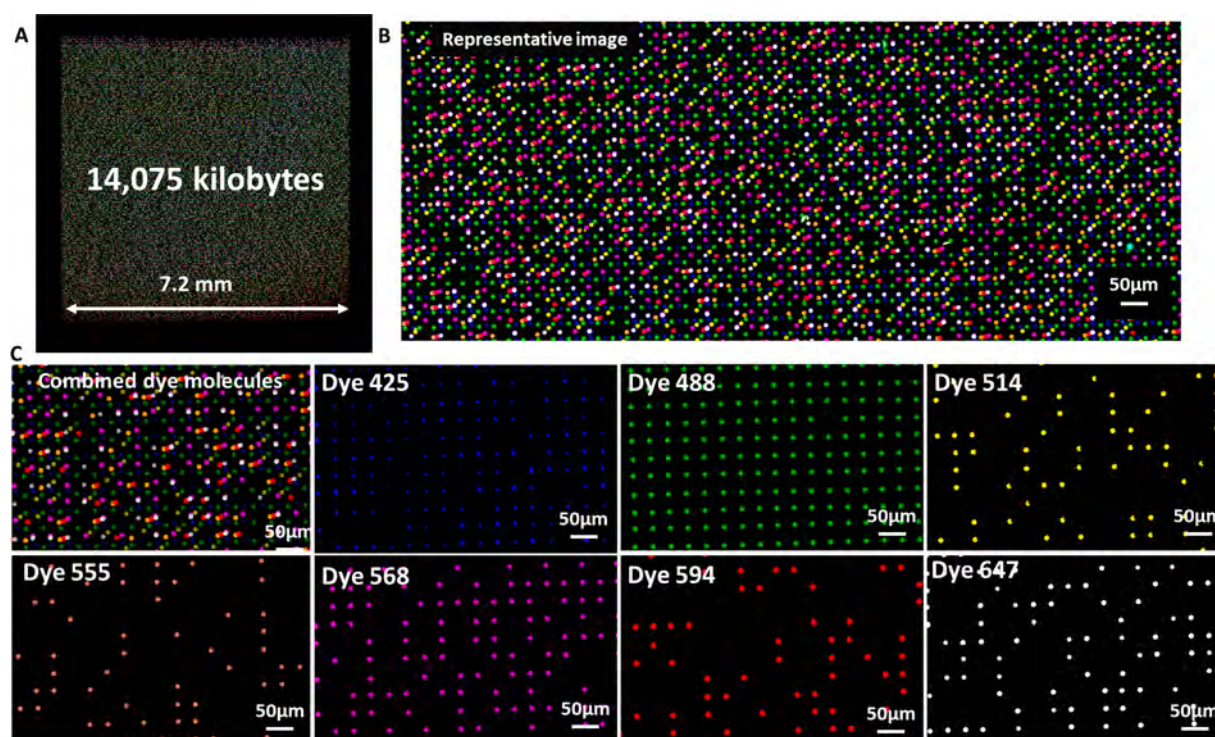 A
14,075 kilobytes
7.2 mm
B
Representative image
50μm
C
Combined dye molecules
50μm
Dye 425
50μm
Dye 488
50μm
Dye 514
50μm
Dye 555
50μm
Dye 568
50μm
Dye 594
50μm
Dye 647
50μm